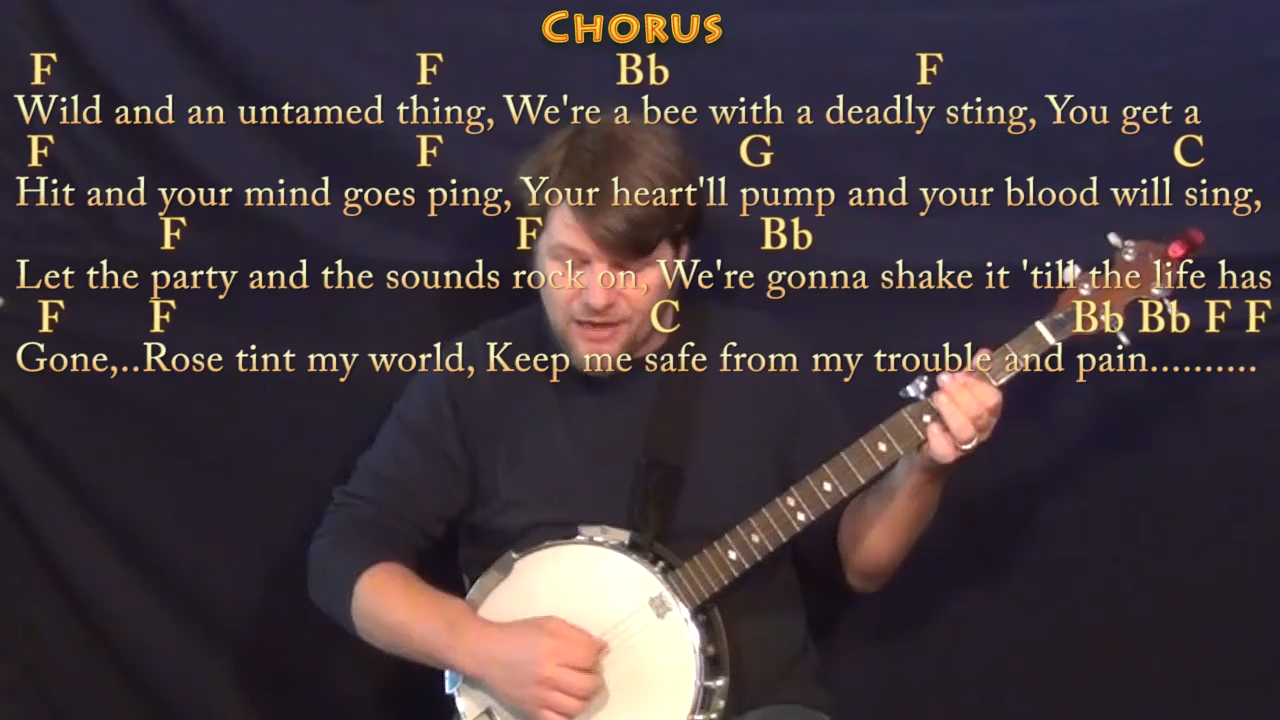 CHORUS
F F Bb F
Wild and an untamed thing, We're a bee with a deadly sting, You get a
F F G C
Hit and your mind goes ping, Your heart'll pump and your blood will sing,
F F Bb
Let the party and the sounds rock on, We're gonna shake it 'till the life has
F F C Bb Bb F F
Gone,..Rose tint my world, Keep me safe from my trouble and pain..........